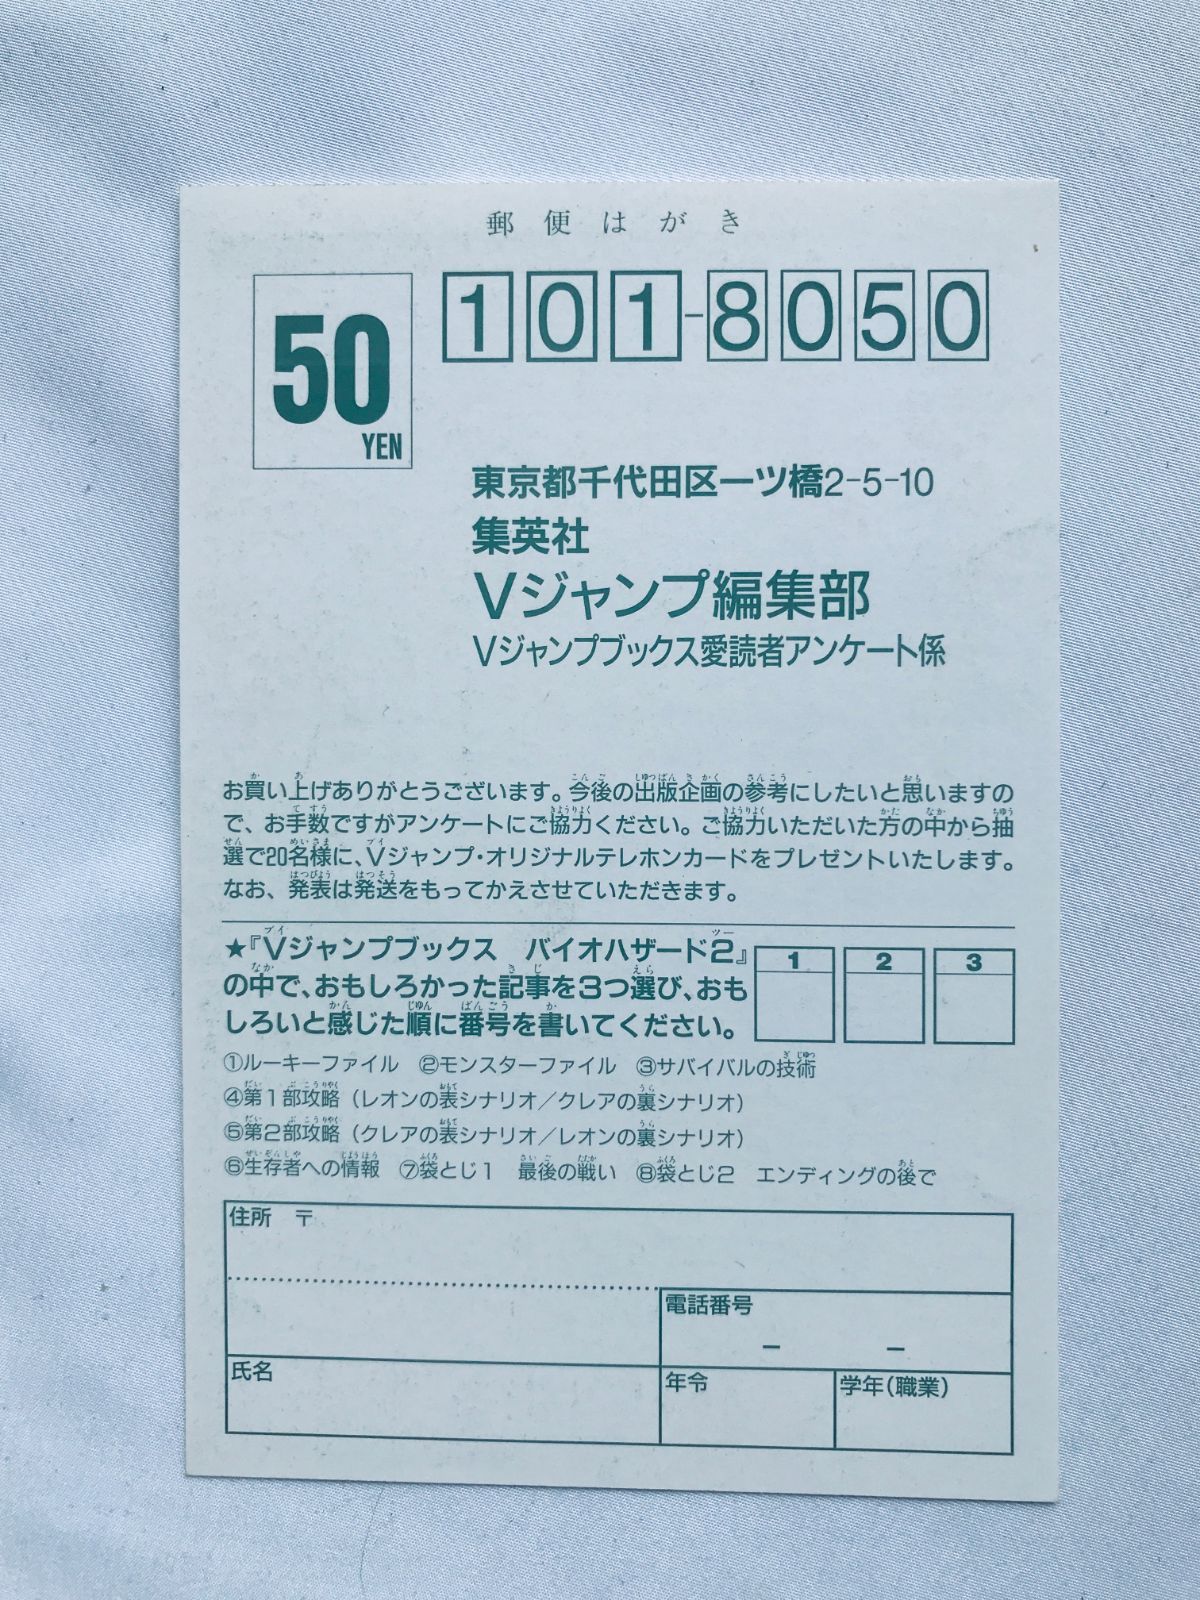 郵便はがき
50
YEN
101-8050
東京都千代田区一ツ橋2-5-10
集英社
Vジャンプ編集部
Vジャンプブックス愛読者アンケート係
お買い上げありがとうございます。今後の出版企画の参考にしたいと思いますの
で、お手数ですがアンケートにご協力ください。ご協力いただいた方の中から抽
選で20名様に、Vジャンプ・オリジナルテレホンカードをプレゼントいたします。
なお、発表は発送をもってかえさせていただきます。
★『Vジャンプブックス バイオハザード2』
の中で、おもしろかった記事を3つ選び、おも
しろいと感じた順に番号を書いてください。
1 2 3
①ルーキーファイル ②モンスターファイル ③サバイバルの技術
④第1部攻略（レオンの表シナリオ／クレアの裏シナリオ）
⑤第2部攻略（クレアの表シナリオ／レオンの裏シナリオ）
⑥生存者への情報 ⑦袋とじ1 最後の戦い ⑧袋とじ2 エンディングの後で
住所 〒
電話番号
－ －
氏名
年令
学年（職業）